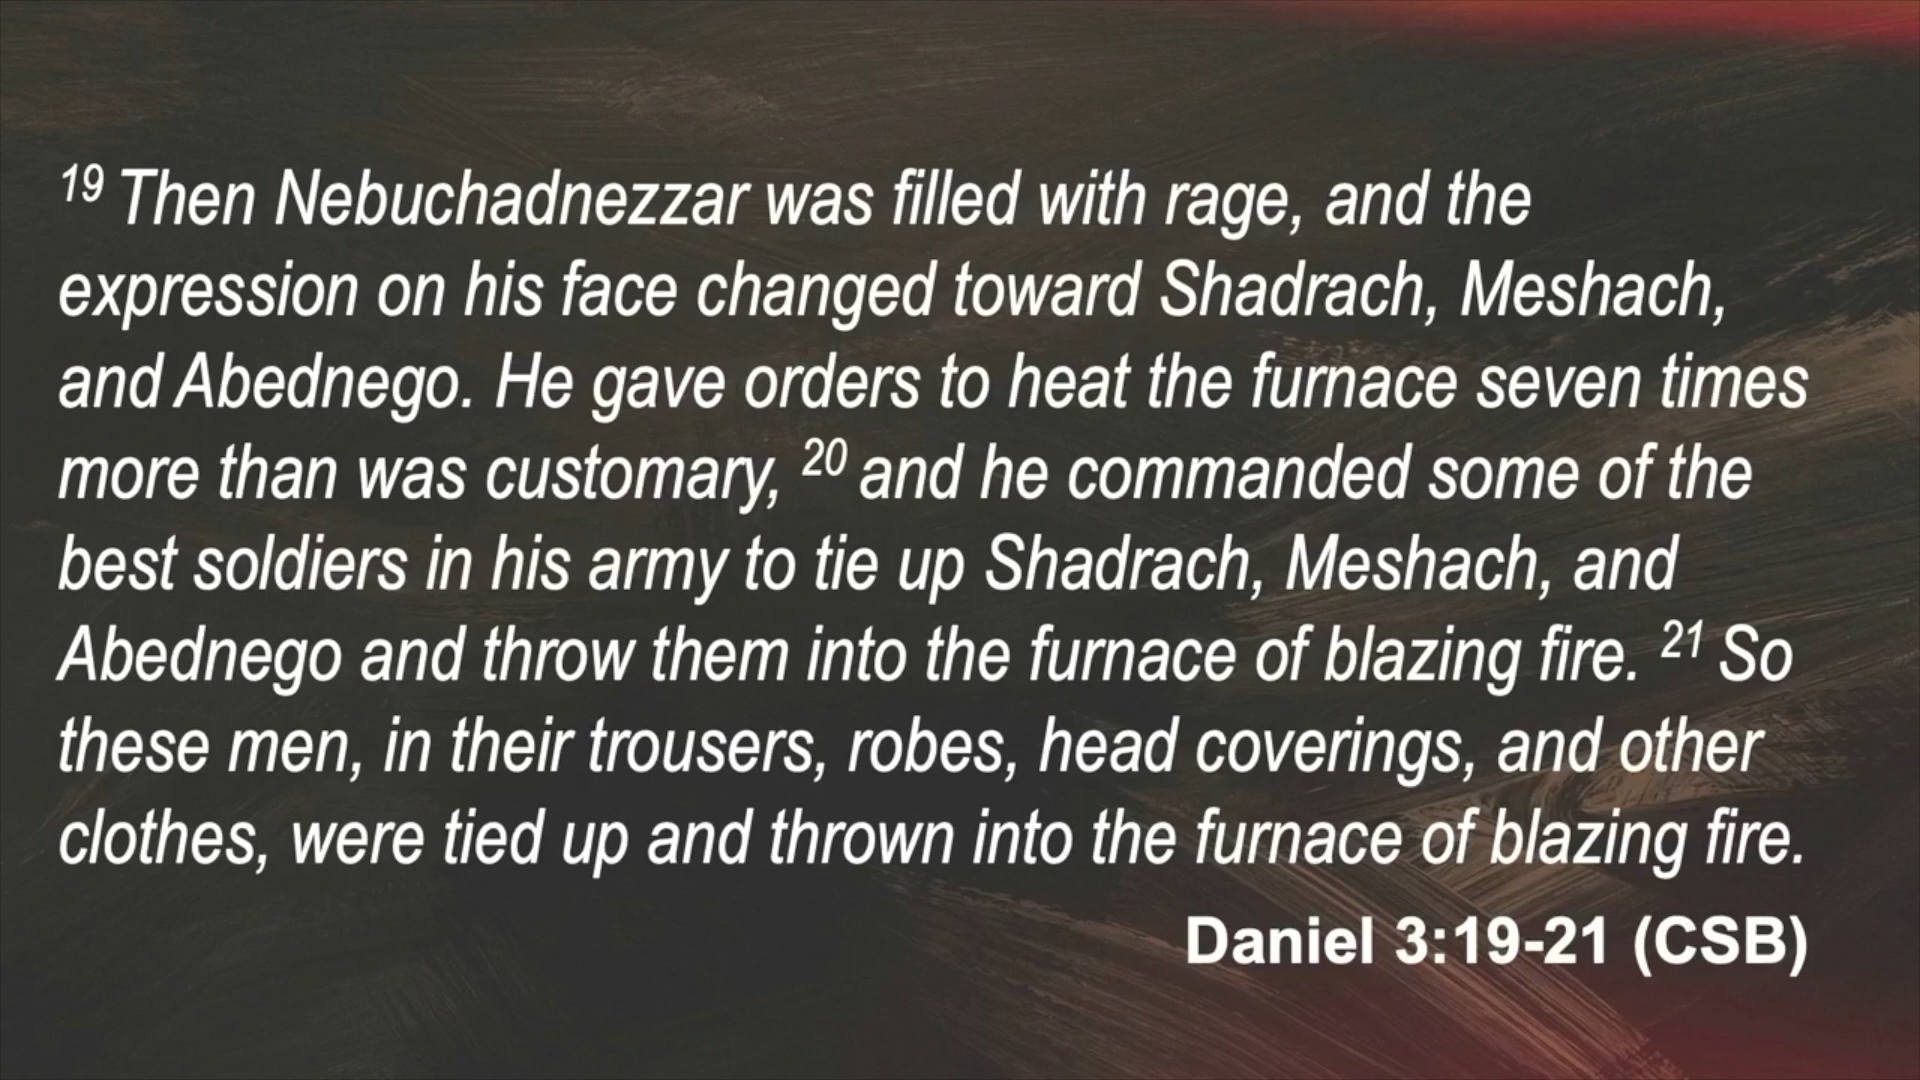 19 Then Nebuchadnezzar was filled with rage, and the
expression on his face changed toward Shadrach, Meshach,
and Abednego. He gave orders to heat the furnace seven times
more than was customary, 20 and he commanded some of the
best soldiers in his army to tie up Shadrach, Meshach, and
Abednego and throw them into the furnace of blazing fire. 21 So
these men, in their trousers, robes, head coverings, and other
clothes, were tied up and thrown into the furnace of blazing fire.
Daniel 3:19-21 (CSB)